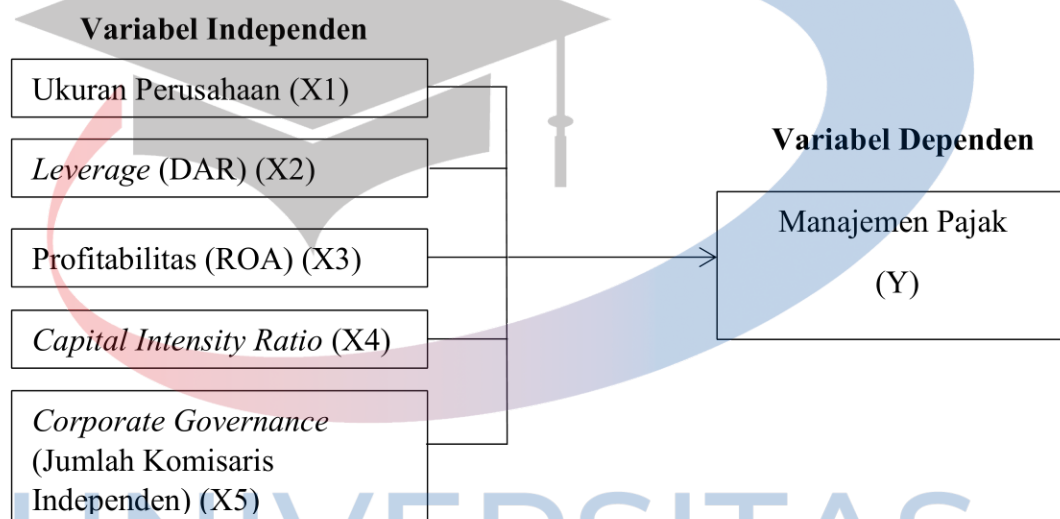 Variabel Independen
Ukuran Perusahaan (X1)
Leverage (DAR) (X2)
Profitabilitas (ROA) (X3)
Capital Intensity Ratio (X4)
Corporate Governance
(Jumlah Komisaris
Independen) (X5)
Variabel Dependen
Manajemen Pajak
(Y)
UNIVERSITAS